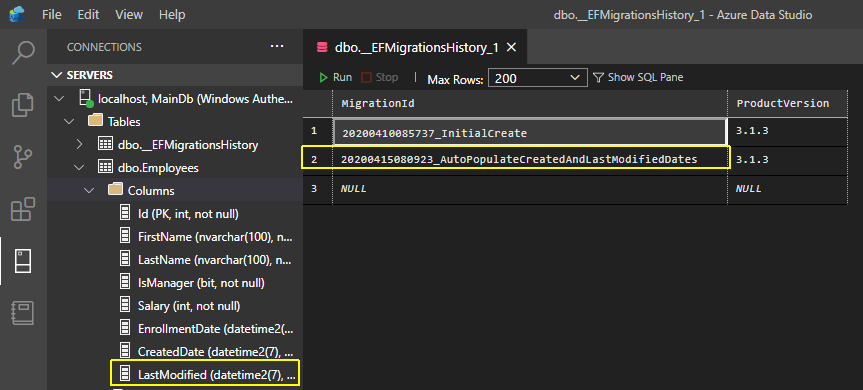 File Edit View Help dbo.__EFMigrationsHistory_1 - Azure Data Studio
CONNECTIONS ...
SERVERS
localhost, MainDb (Windows Authe...
Tables
dbo.__EFMigrationsHistory
dbo.Employees
Columns
Id (PK, int, not null)
FirstName (nvarchar(100), n...
LastName (nvarchar(100), n...
IsManager (bit, not null)
Salary (int, not null)
EnrollmentDate (datetime2(...
CreatedDate (datetime2(7), ...
LastModified (datetime2(7), ...
dbo.__EFMigrationsHistory_1
Run Stop Max Rows: 200 Show SQL Pane
MigrationId ProductVersion
1 20200410085737_InitialCreate 3.1.3
2 20200415080923_AutoPopulateCreatedAndLastModifiedDates 3.1.3
3 NULL NULL